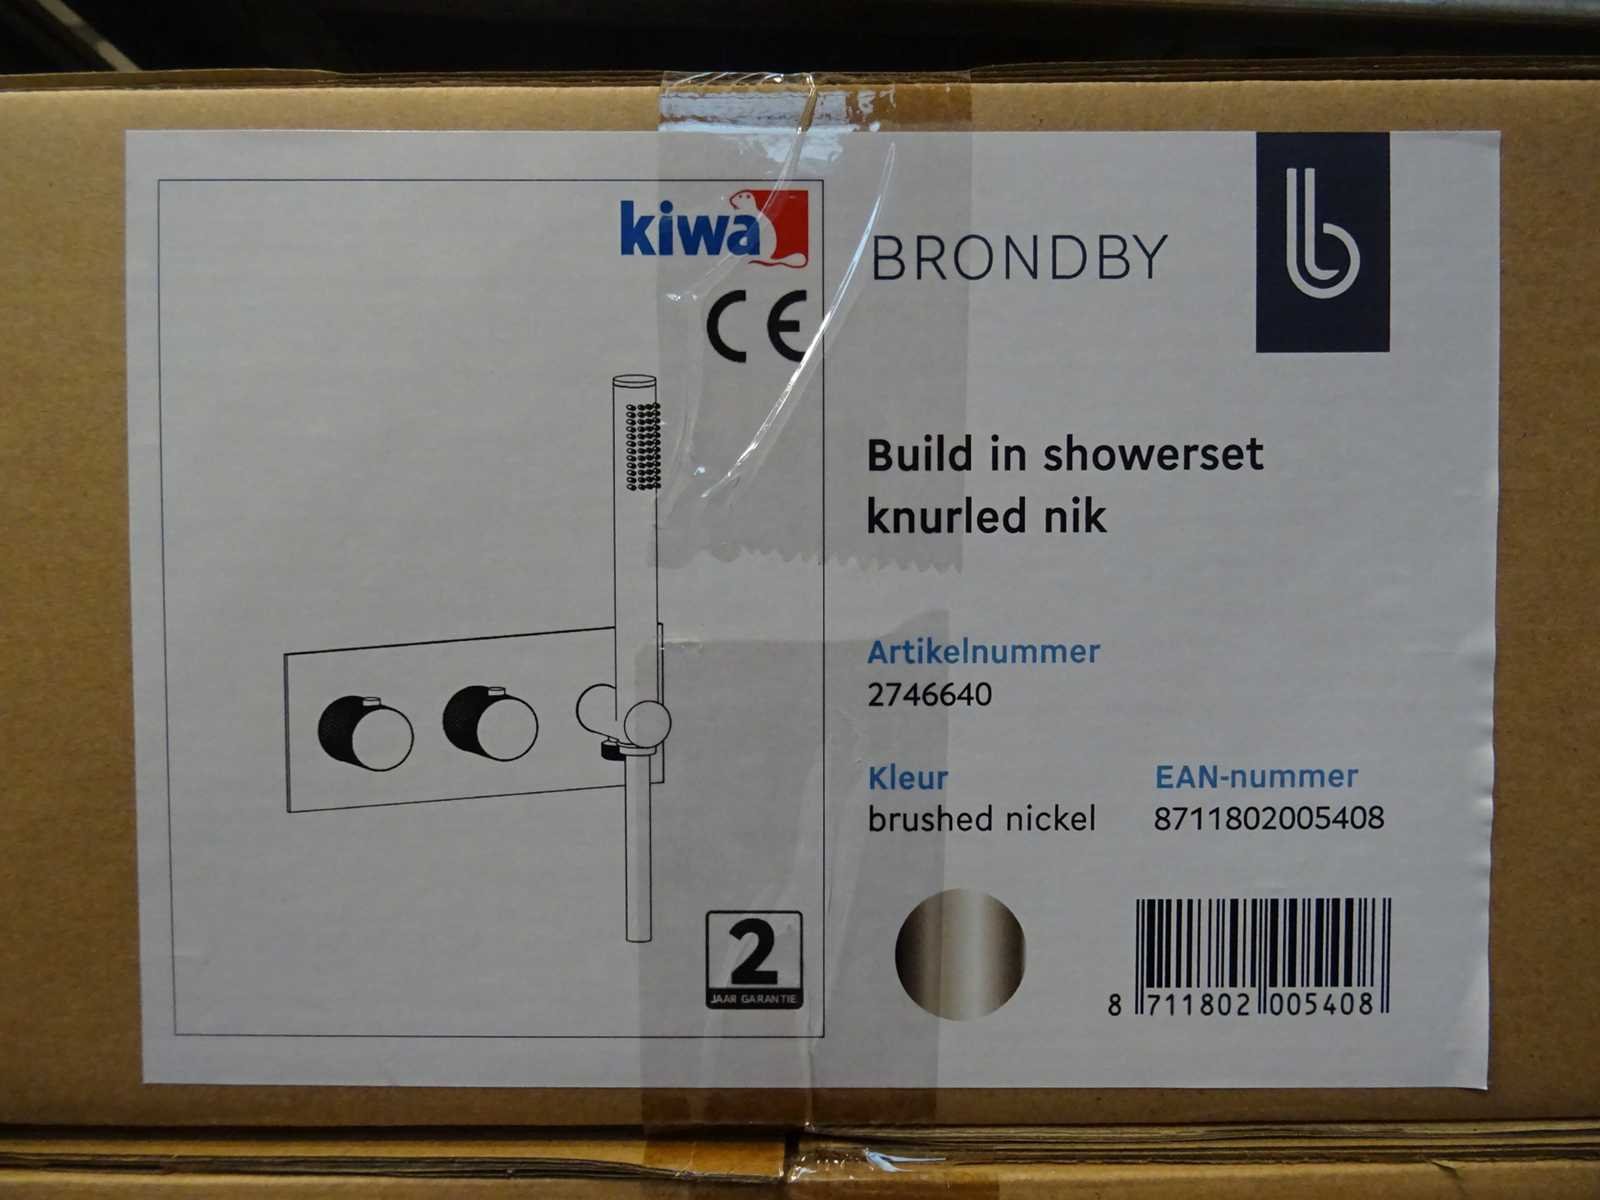 kiwa
CE
BRONDBY
b
Build in showerset
knurled nik
Artikelnummer
2746640
Kleur
brushed nickel
EAN-nummer
8711802005408
2
JAAR GARANTIE
8 711802 005408